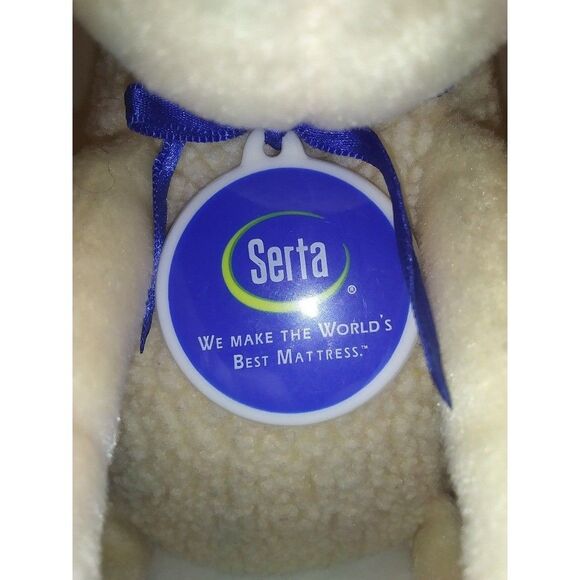 Serta®
WE MAKE THE WORLD'S
BEST MATTRESS.™